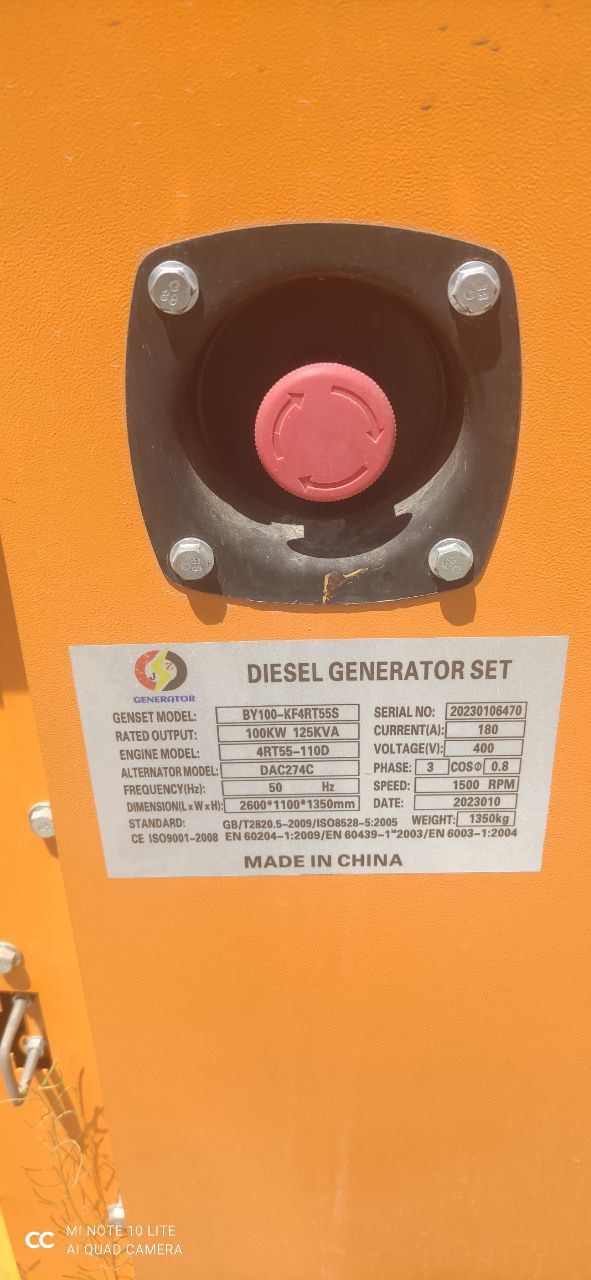 JZ
GENERATOR
DIESEL GENERATOR SET
GENSET MODEL: BY100-KF4RT55S SERIAL NO: 20230106470
RATED OUTPUT: 100KW 125KVA CURRENT(A): 180
ENGINE MODEL: 4RT55-110D VOLTAGE(V): 400
ALTERNATOR MODEL: DAC274C PHASE: 3 COSΦ 0.8
FREQUENCY(Hz): 50 Hz SPEED: 1500 RPM
DIMENSION(LxWxH): 2600*1100*1350mm DATE: 2023010
STANDARD: GB/T2820.5-2009/ISO8528-5:2005 WEIGHT: 1350kg
CE ISO9001-2008 EN 60204-1:2009/EN 60439-1"2003/EN 6003-1:2004
MADE IN CHINA
MI NOTE 10 LITE
AI QUAD CAMERA